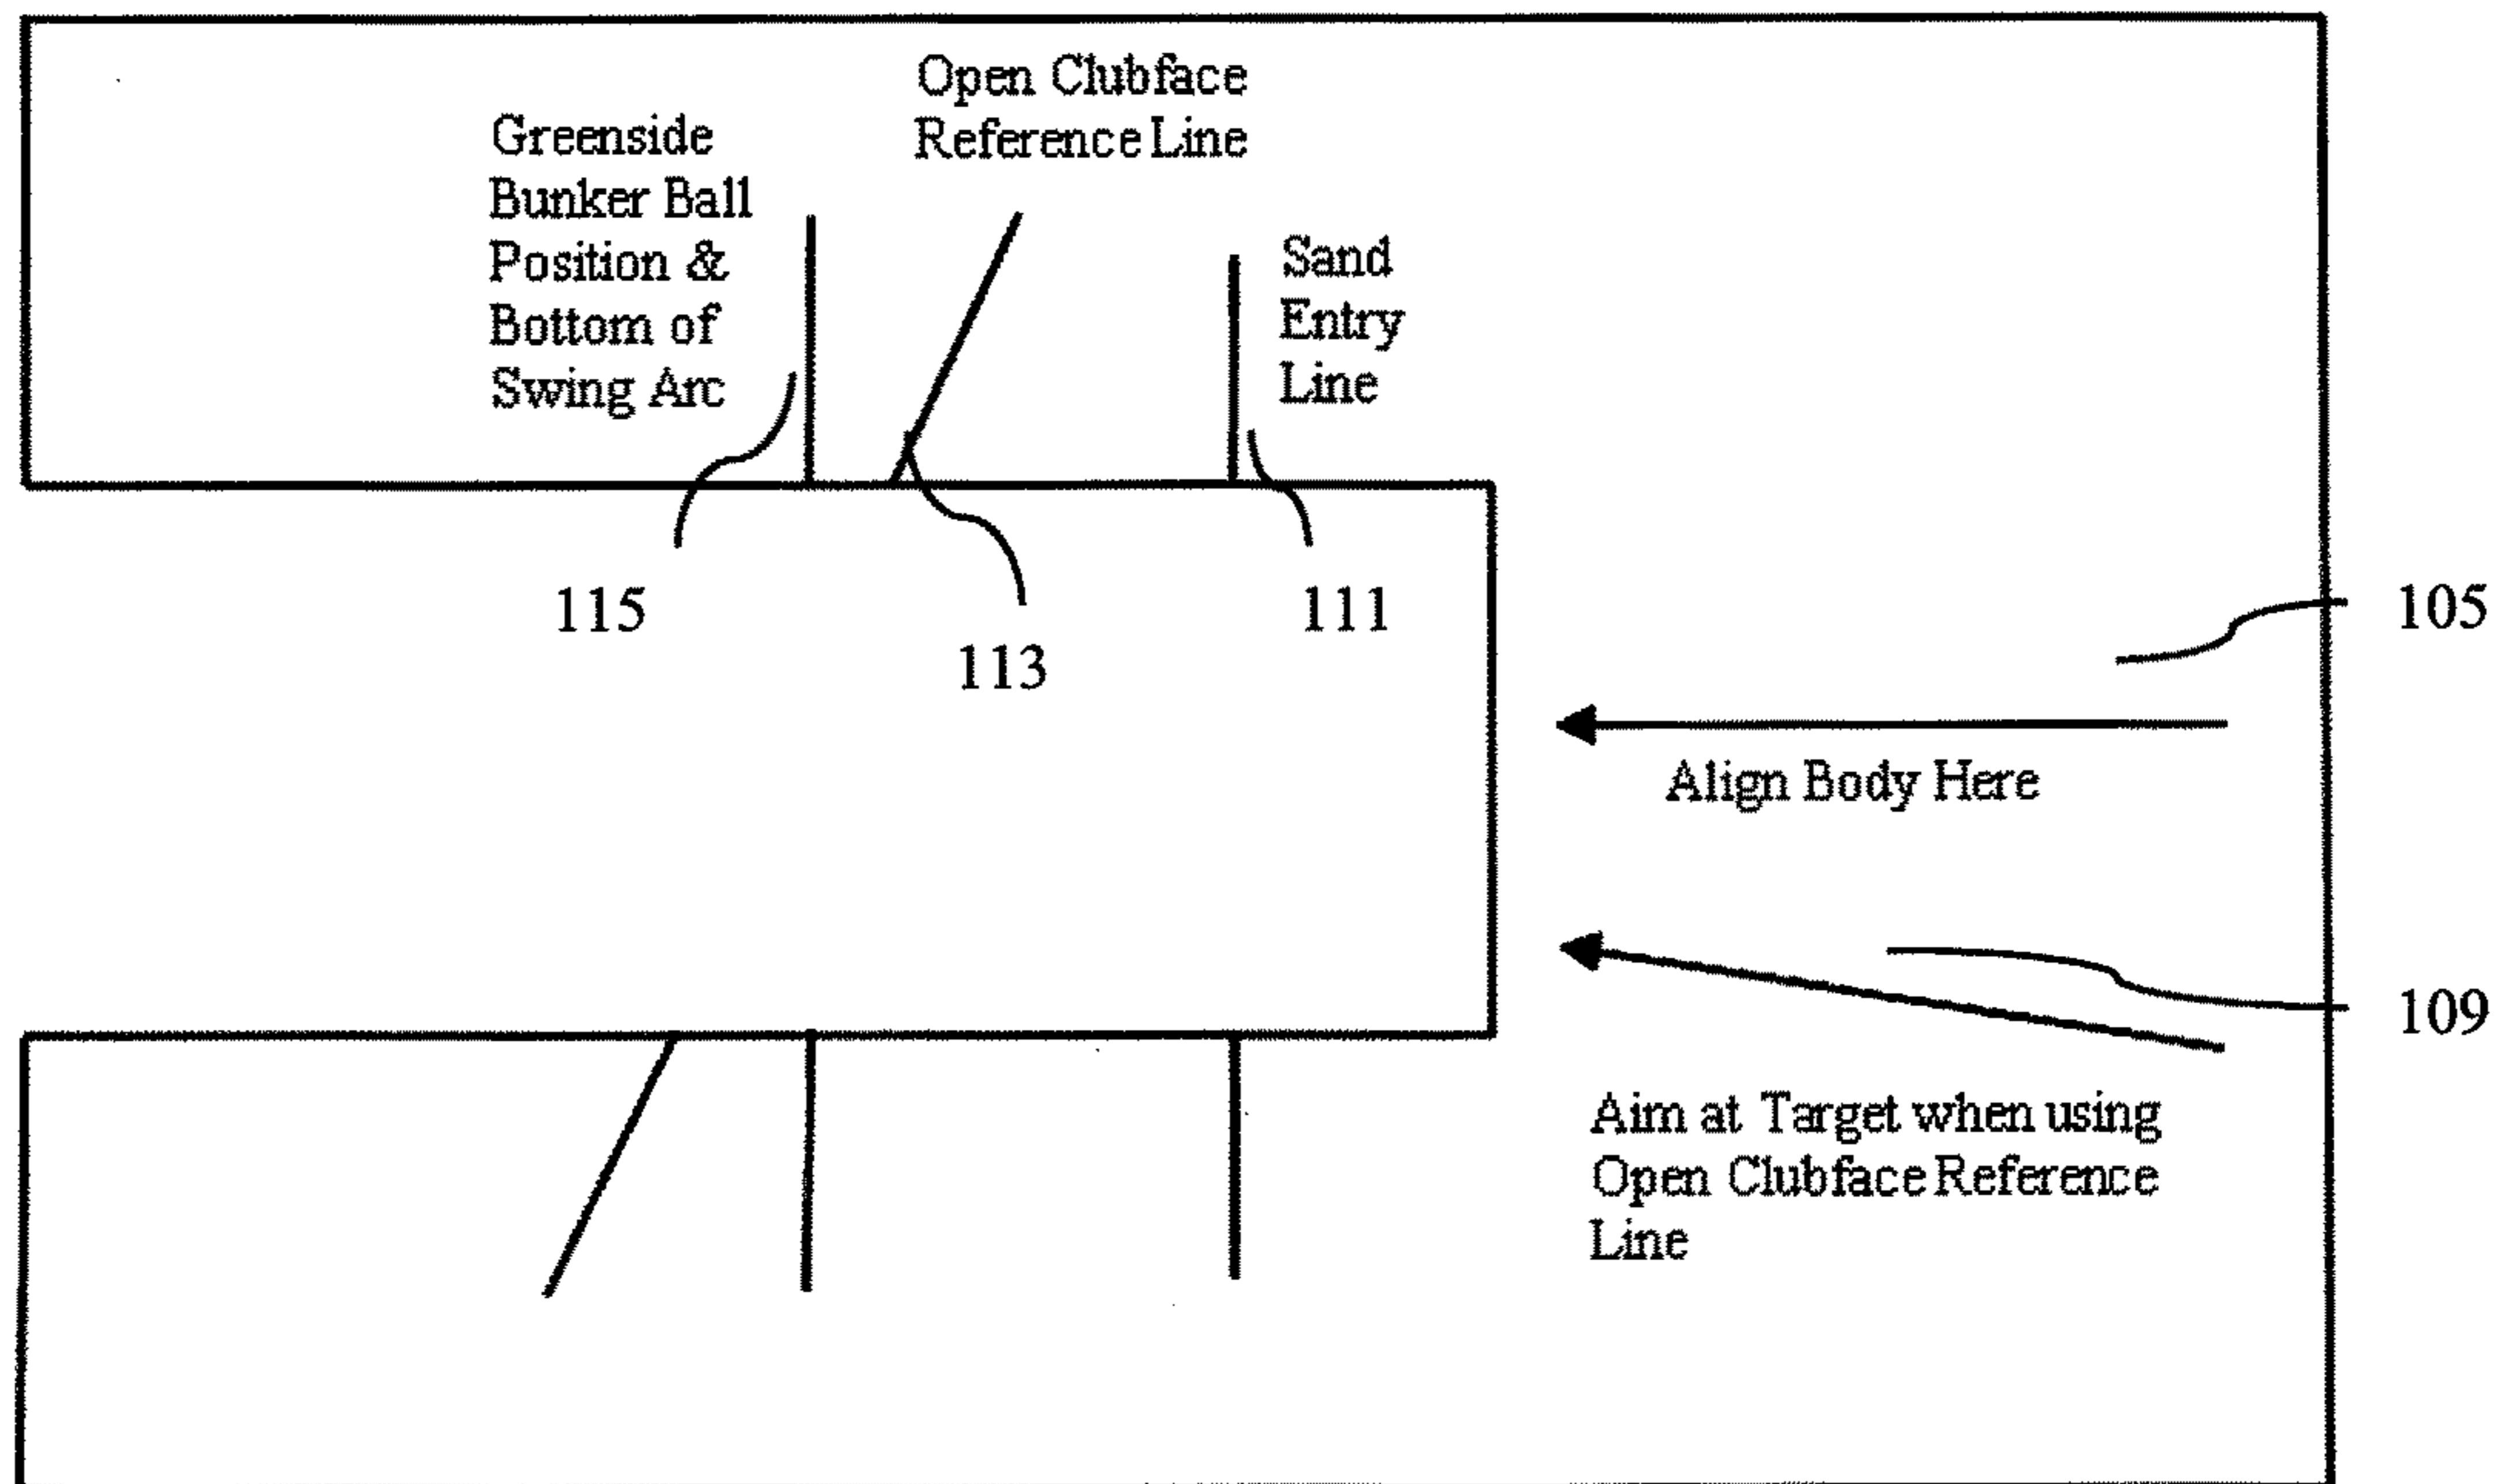 Open Clubface
Reference Line
Greenside
Bunker Ball
Position &
Bottom of
Swing Arc
Sand
Entry
Line
115
113
111
105
Align Body Here
109
Aim at Target when using
Open Clubface Reference
Line